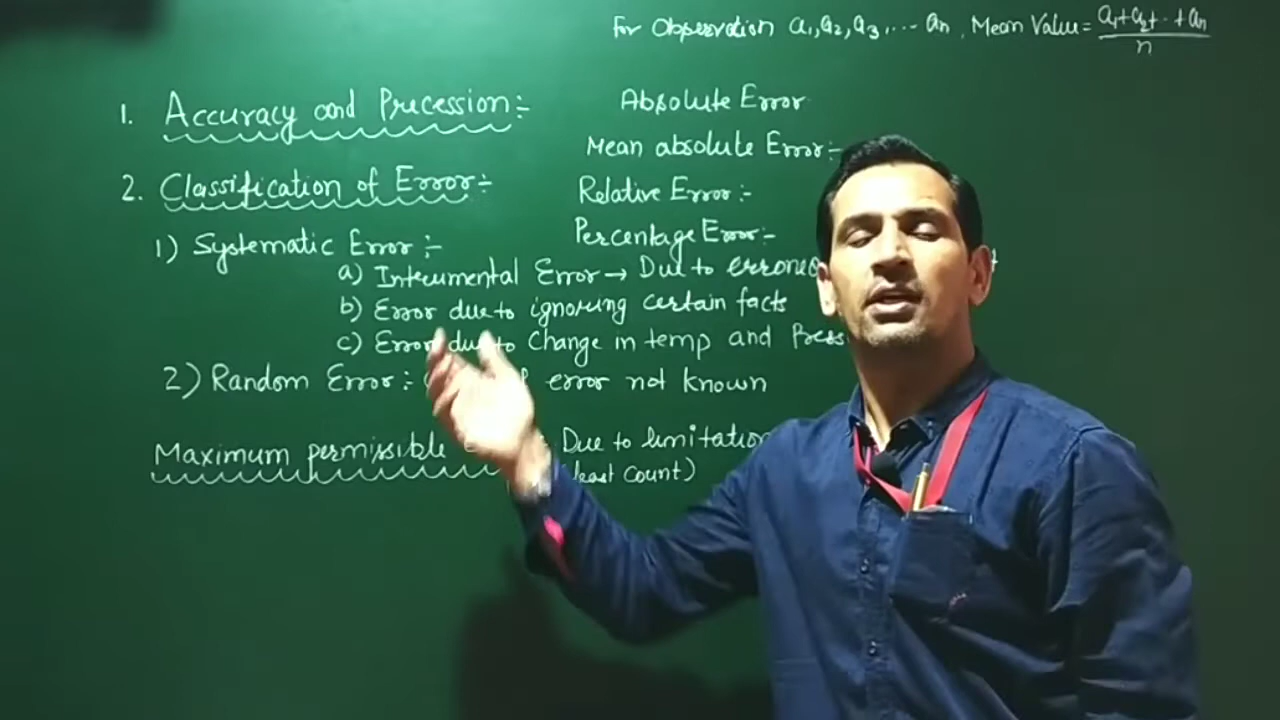 For Observation a₁, a₂, a₃, ... aₙ, Mean Value = (a₁+a₂+..+aₙ)/n
1. Accuracy and Precession:-
Absolute Error
Mean absolute Error:-
2. Classification of Error:-
Relative Error:-
Percentage Error:-
1) Systematic Error:-
a) Intrumental Error → Due to erroneo
b) Error due to ignoring certain facts
c) Error due to Change in temp and Press
2) Random Error:- error not known
Maximum permissible Due to limitation
(least count)